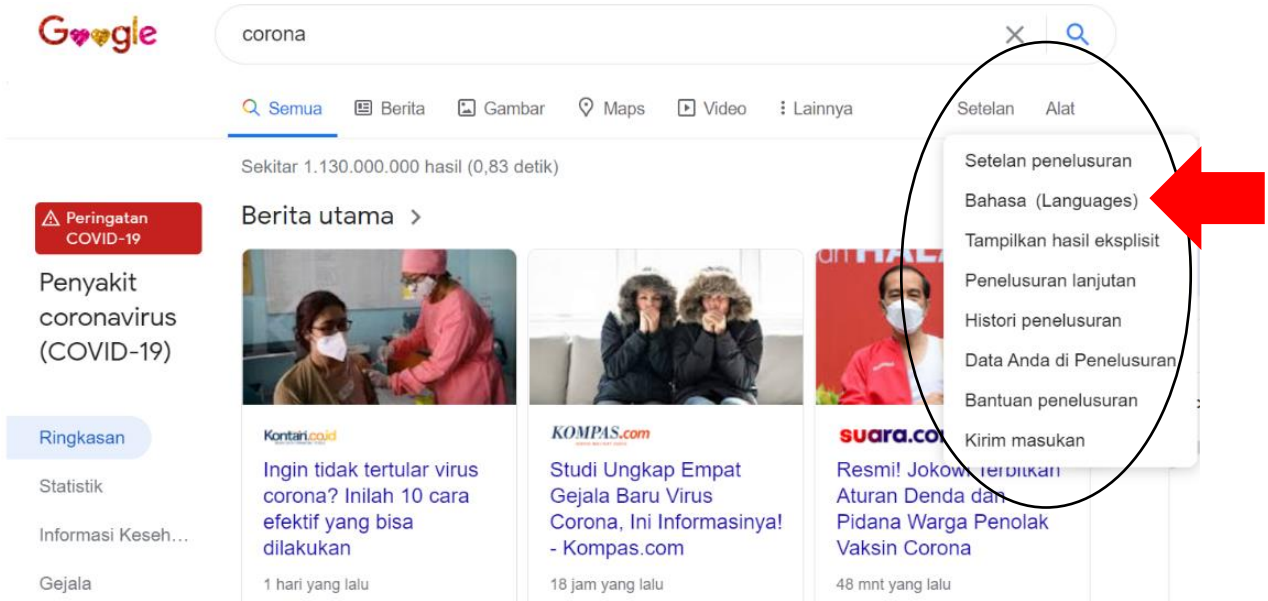 Google
corona
Semua Berita Gambar Maps Video Lainnya Setelan Alat
Sekitar 1.130.000.000 hasil (0,83 detik)
Setelan penelusuran
Bahasa (Languages)
Tampilkan hasil eksplisit
Penelusuran lanjutan
Histori penelusuran
Data Anda di Penelusuran
Bantuan penelusuran
Kirim masukan
Peringatan
COVID-19
Penyakit
coronavirus
(COVID-19)
Ringkasan
Statistik
Informasi Keseh...
Gejala
Berita utama
Kontan.co.id
Ingin tidak tertular virus
corona? Inilah 10 cara
efektif yang bisa
dilakukan
1 hari yang lalu
KOMPAS.com
Studi Ungkap Empat
Gejala Baru Virus
Corona, Ini Informasinya!
- Kompas.com
18 jam yang lalu
suara.co
Resmi! Jokowi Terbitkan
Aturan Denda dan
Pidana Warga Penolak
Vaksin Corona
48 mnt yang lalu